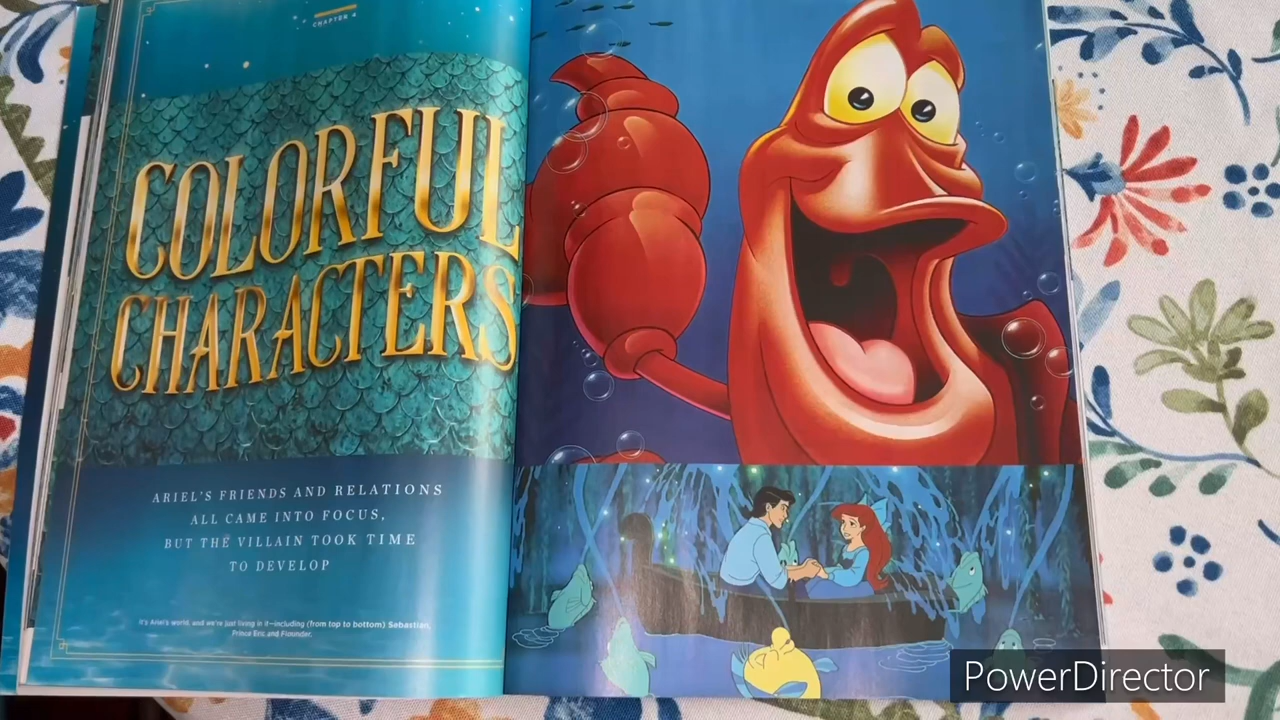 CHAPTER 4
COLORFUL
CHARACTERS
ARIEL'S FRIENDS AND RELATIONS
ALL CAME INTO FOCUS,
BUT THE VILLAIN TOOK TIME
TO DEVELOP
It's Ariel's world, and we're just living in it—including (from top to bottom) Sebastian,
Prince Eric and Flounder.
PowerDirector